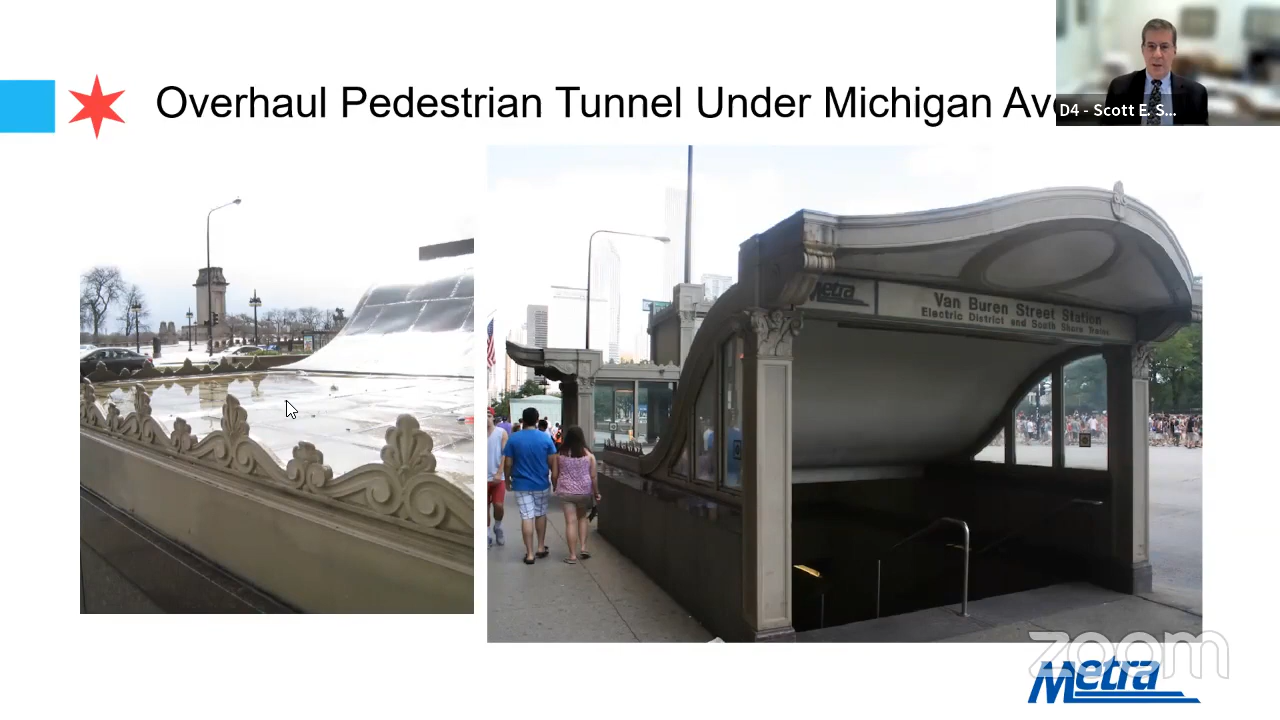 Overhaul Pedestrian Tunnel Under Michigan Ave
D4 - Scott E. S...
Metra
Van Buren Street Station
Electric District and South Shore Trains
zoom
Metra